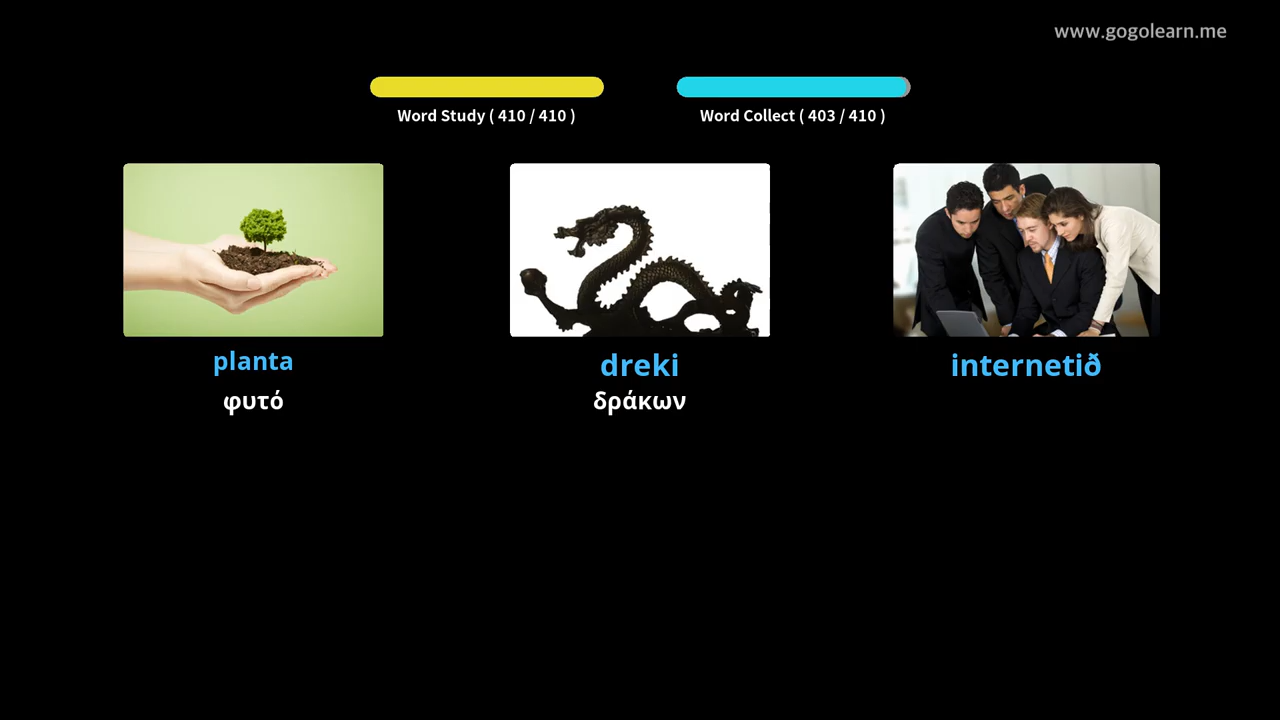 www.gogolearn.me
Word Study ( 410 / 410 )
Word Collect ( 403 / 410 )
planta
dreki
internetið
φυτό
δράκων